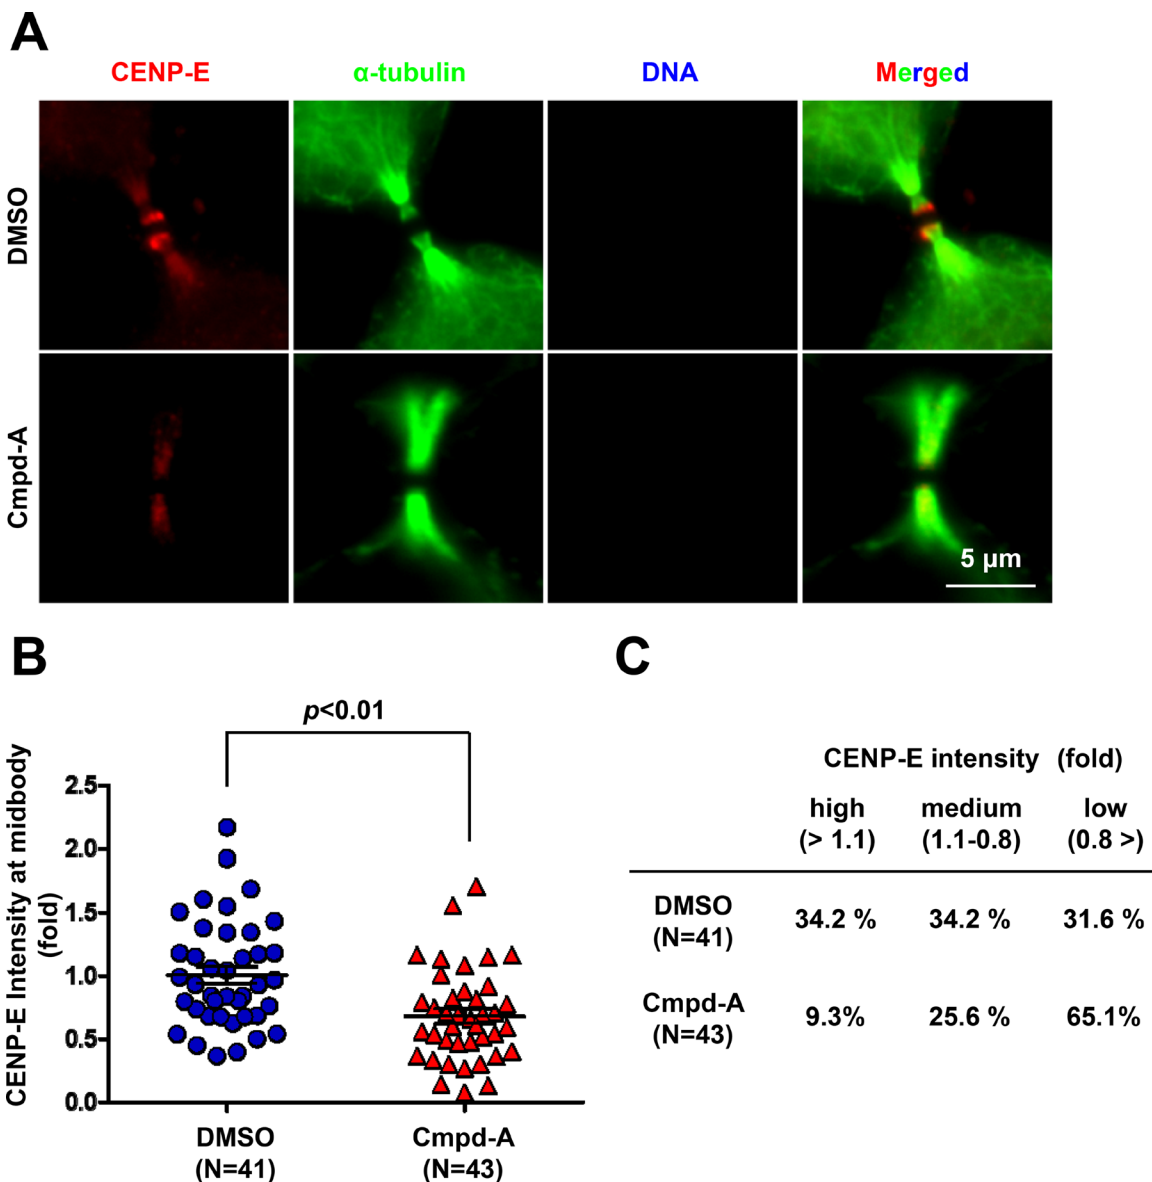 A
CENP-E
α-tubulin
DNA
Merged
DMSO
Cmpd-A
5 μm
B
p<0.01
CENP-E Intensity at midbody
(fold)
2.5
2.0
1.5
1.0
0.5
0.0
DMSO
(N=41)
Cmpd-A
(N=43)
C
CENP-E intensity (fold)
high medium low
(> 1.1) (1.1-0.8) (0.8 >)
DMSO
(N=41) 34.2 % 34.2 % 31.6 %
Cmpd-A
(N=43) 9.3% 25.6 % 65.1%